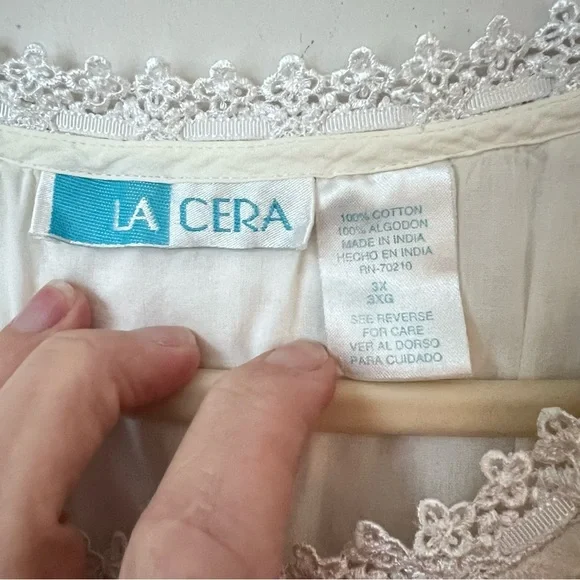 LA CERA
100% COTTON
100% ALGODON
MADE IN INDIA
HECHO EN INDIA
RN-70210
3X
3XG
SEE REVERSE
FOR CARE
VER AL DORSO
PARA CUIDADO